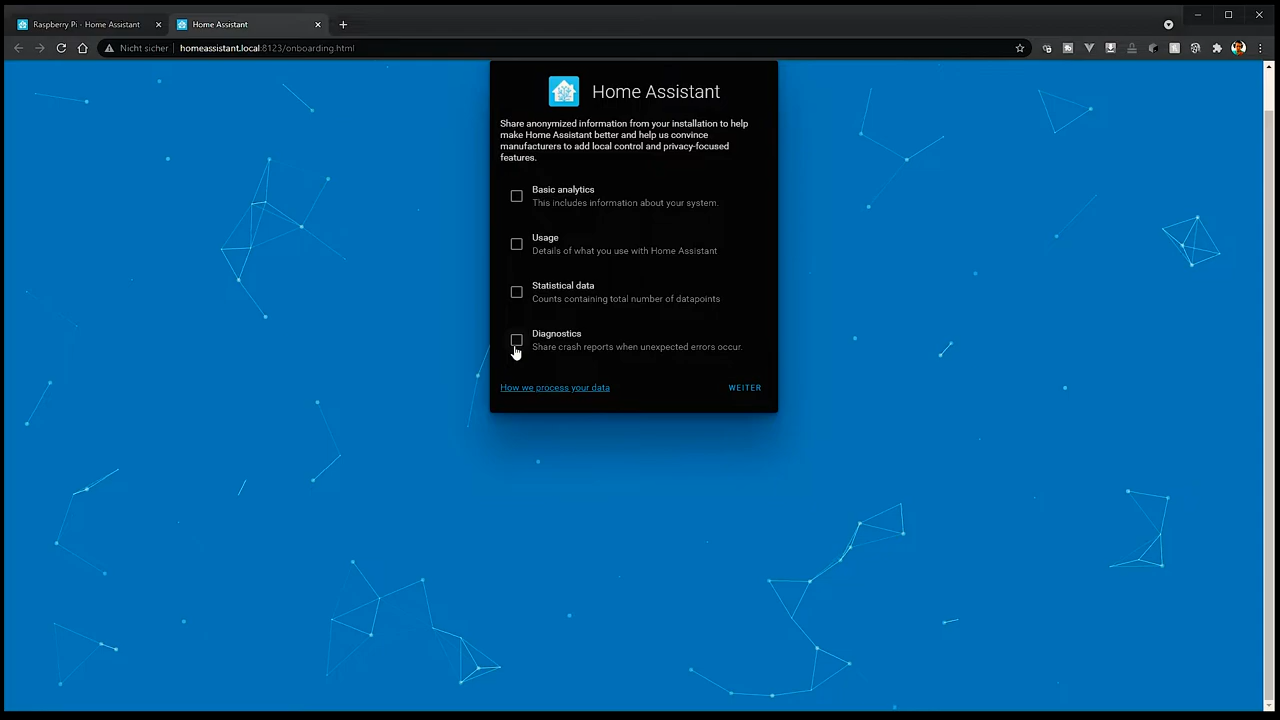 Raspberry Pi - Home Assistant
Home Assistant
Nicht sicher
homeassistant.local:8123/onboarding.html
Home Assistant
Share anonymized information from your installation to help
make Home Assistant better and help us convince
manufacturers to add local control and privacy-focused
features.
Basic analytics
This includes information about your system.
Usage
Details of what you use with Home Assistant
Statistical data
Counts containing total number of datapoints
Diagnostics
Share crash reports when unexpected errors occur.
How we process your data
WEITER